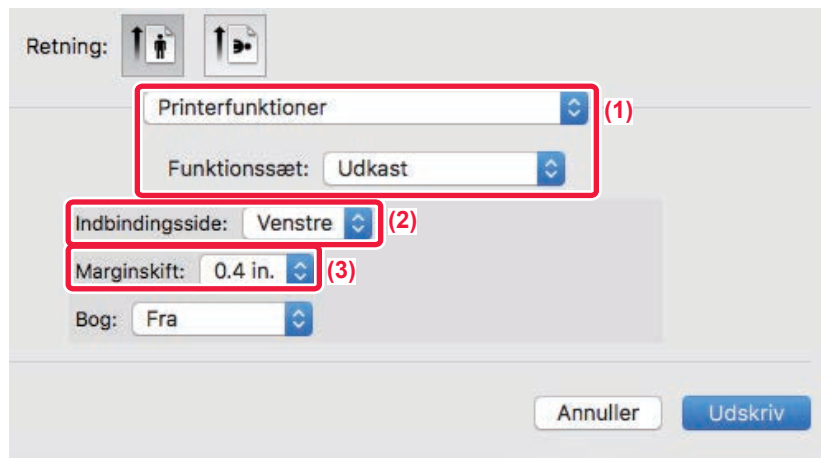 Retning:
Printerfunktioner (1)
Funktionssæt: Udkast
Indbindingsside: Venstre (2)
Marginskift: 0.4 in. (3)
Bog: Fra
Annuller Udskriv